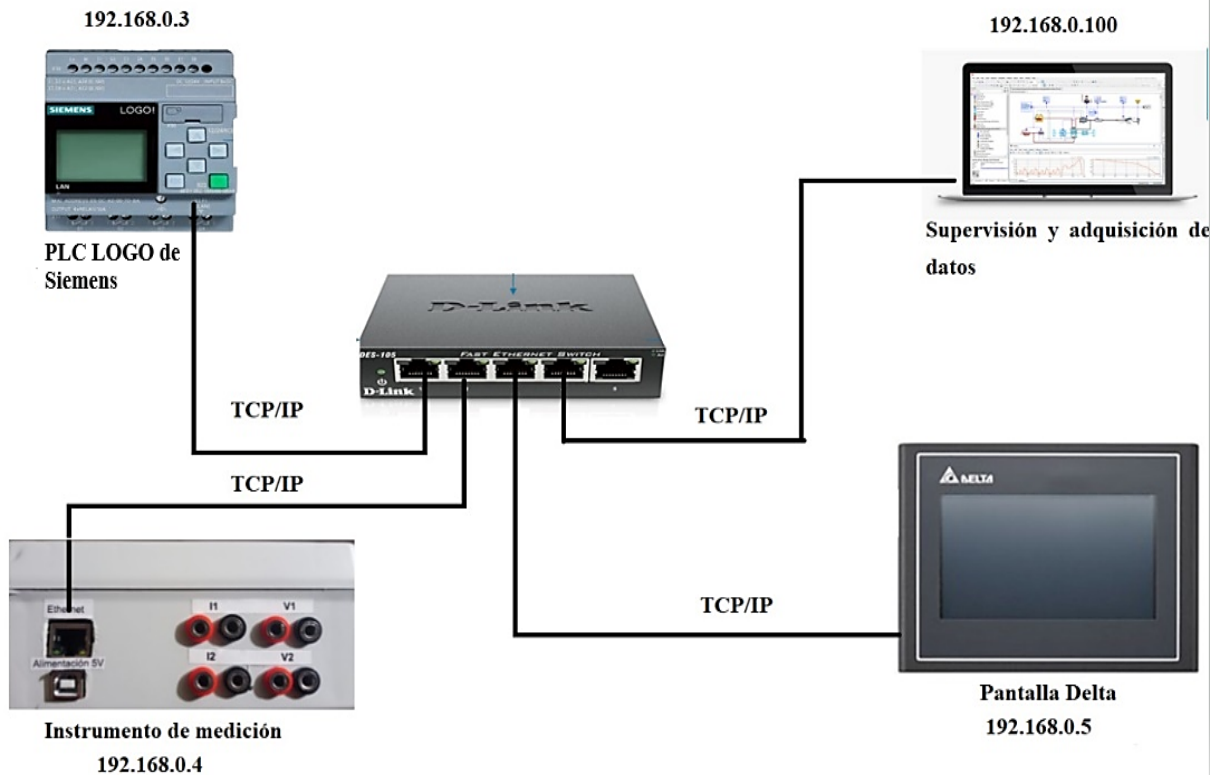 192.168.0.3
192.168.0.100
SIEMENS
LOGO!
LAN
PLC LOGO de
Siemens
Supervisión y adquisición de
datos
D-Link
DES-105
FAST ETHERNET SWITCH
D-Link
TCP/IP
TCP/IP
TCP/IP
TCP/IP
DELTA
Ethernet
Alimentación 5V
I1
V1
I2
V2
Instrumento de medición
192.168.0.4
Pantalla Delta
192.168.0.5